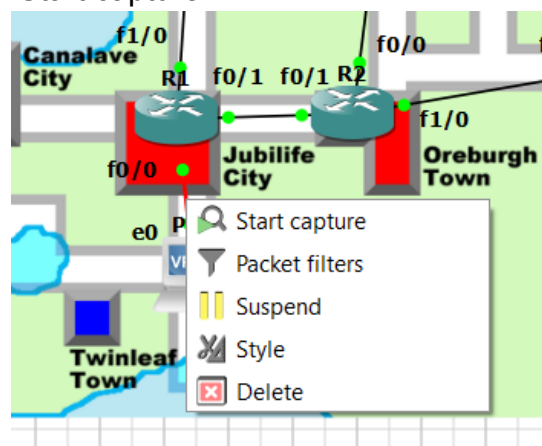 f1/0
Canalave
City
R1
f0/1
f0/1
R2
f0/0
f1/0
f0/0
Jubilife
City
Oreburgh
Town
e0
Start capture
Packet filters
Suspend
Style
Delete
Twinleaf
Town